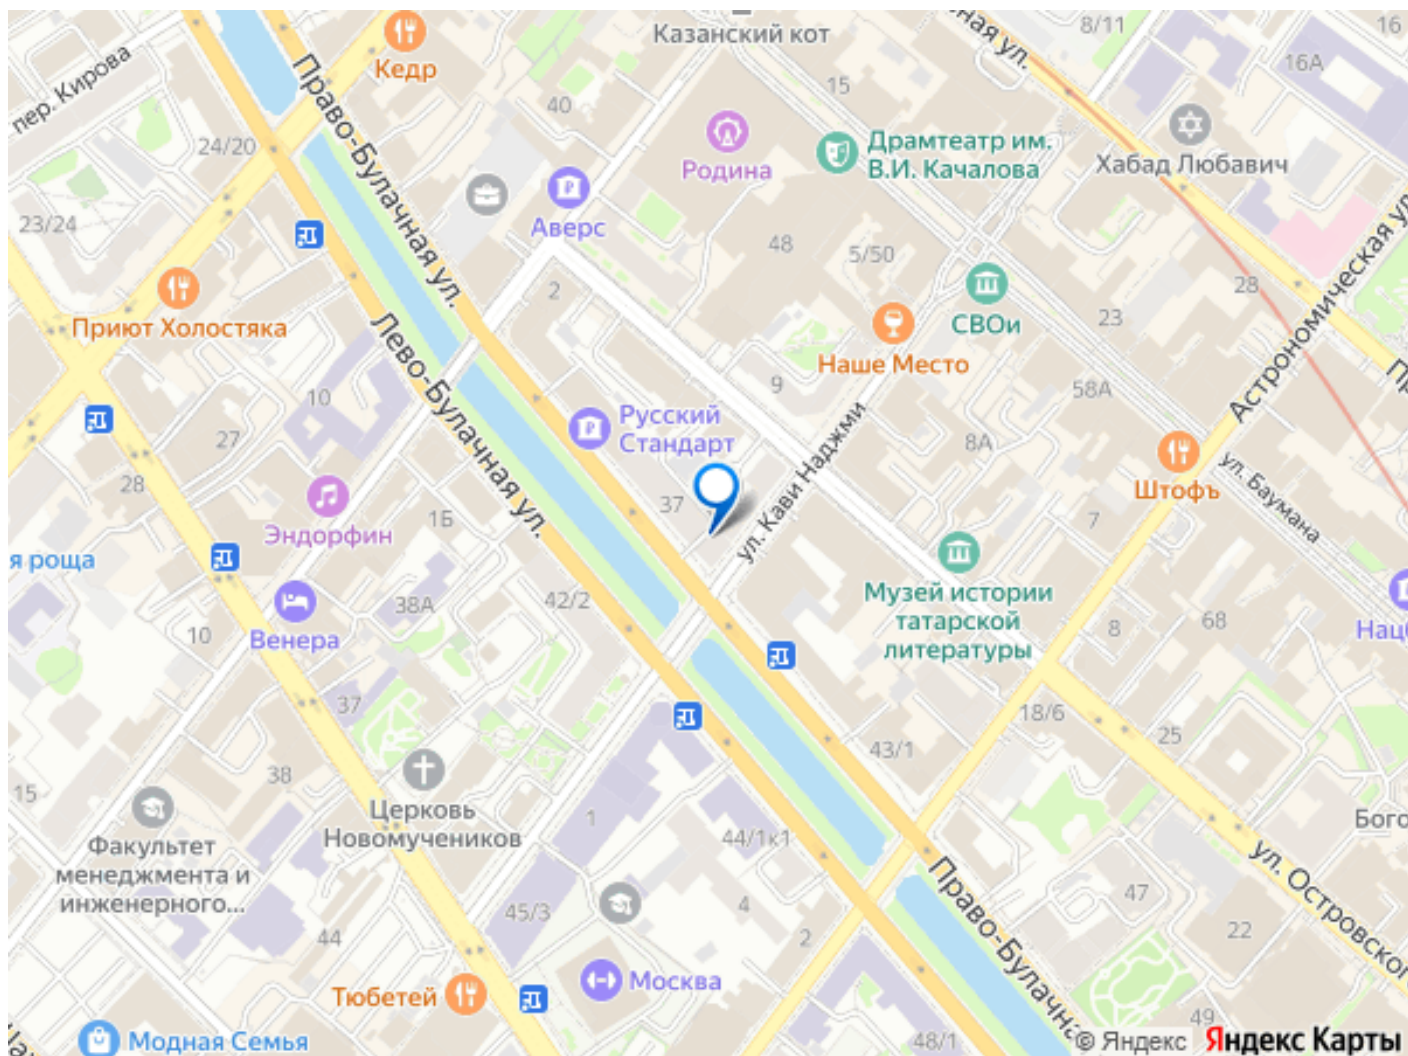 8/11
16
ная ул.
Казанский кот
16А
пер. Кирова
Кедр
Право-Булачная ул.
40
15
Родина
Драмтеатр им.
В.И. Качалова
Хабад Любавич
24/20
23/24
Аверс
48
5/50
28
Астрономическая ул
2
СВОи
23
Приют Холостяка
Лево-Булачная ул.
Наше Место
9
58А
10
27
Русский
Стандарт
8А
Штофъ
ул. Баумана
28
37
ул. Кави Наджми
7
Эндорфин
1Б
я роща
Музей истории
татарской
литературы
38А
42/2
10
Венера
8
68
Нацб
37
18/6
25
43/1
38
15
Церковь
Новомучеников
1
44/1к1
Бого
Факультет
менеджмента и
инженерного...
ул. Островского
47
45/3
4
22
44
2
Право-Булачна
Москва
Тюбетей
49
48/1
Модная Семья
© Яндекс Яндекс Карты